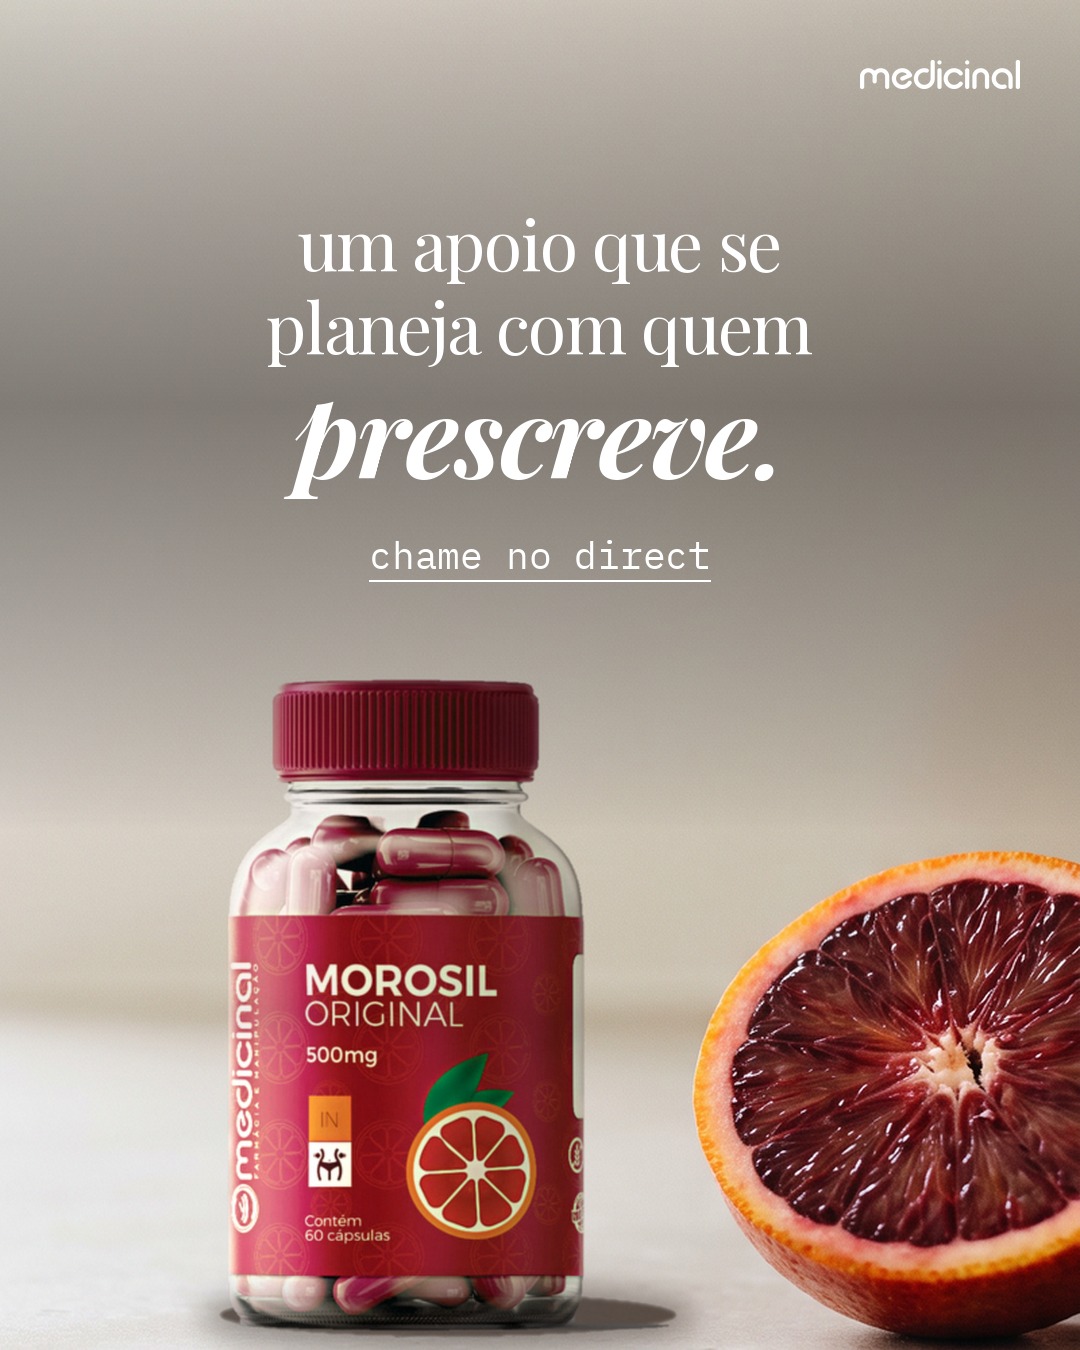 medicinal
um apoio que se
planeja com quem
prescreve.
chame no direct
MOROSIL
ORIGINAL
500mg
IN
Contém
60 cápsulas
medicinal
FARMÁCIA E MANIPULAÇÃO